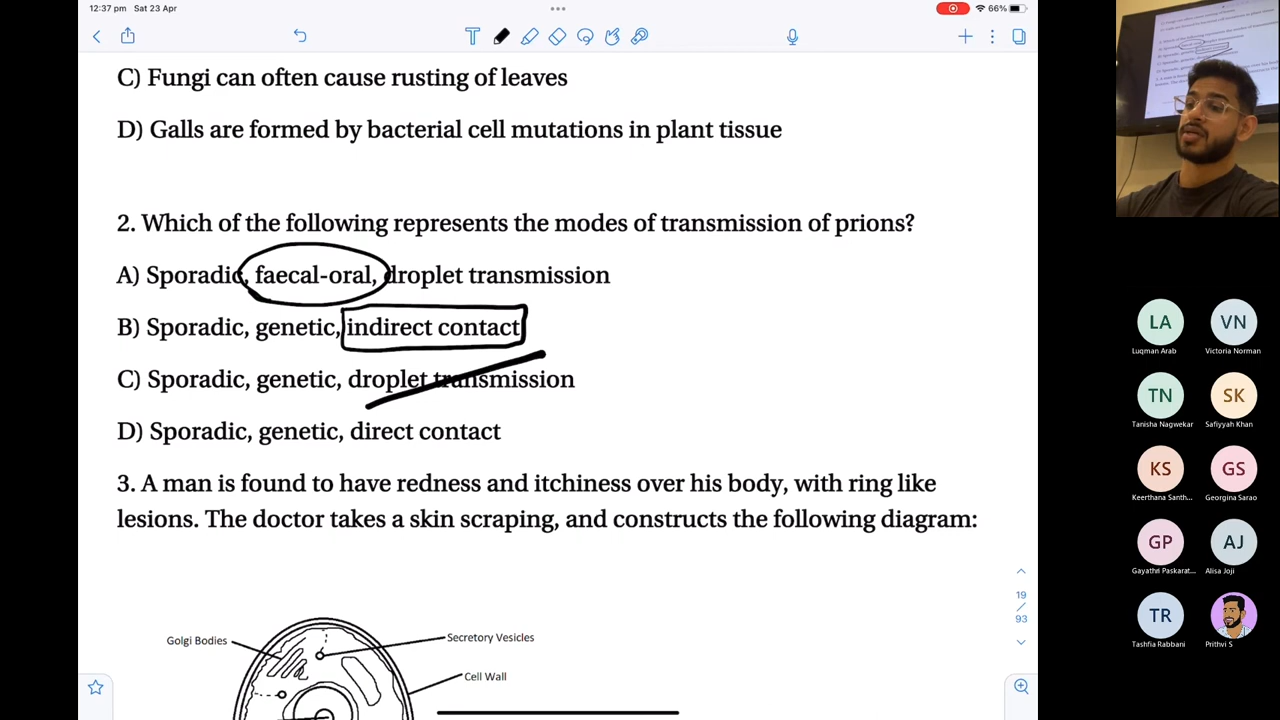 12:37 pm Sat 23 Apr
66%
C) Fungi can often cause rusting of leaves
D) Galls are formed by bacterial cell mutations in plant tissue
2. Which of the following represents the modes of transmission of prions?
A) Sporadic, faecal-oral, droplet transmission
B) Sporadic, genetic, indirect contact
C) Sporadic, genetic, droplet transmission
D) Sporadic, genetic, direct contact
3. A man is found to have redness and itchiness over his body, with ring like
lesions. The doctor takes a skin scraping, and constructs the following diagram:
Golgi Bodies
Secretory Vesicles
Cell Wall
19
/
93
LA VN
Luqman Arab Victoria Norman
TN SK
Tanisha Nagwekar Safiyyah Khan
KS GS
Keerthana Santh... Georgina Sarao
GP AJ
Gayathri Paskarat... Alisa Joji
TR
Tashfia Rabbani Prithvi S